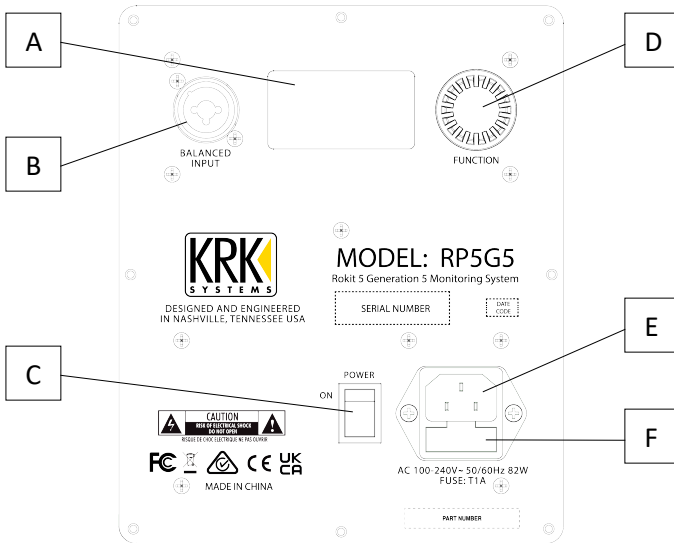 A
D
B
BALANCED
INPUT
FUNCTION
KRK
SYSTEMS
DESIGNED AND ENGINEERED
IN NASHVILLE, TENNESSEE USA
MODEL: RP5G5
Rokit 5 Generation 5 Monitoring System
SERIAL NUMBER
DATE
CODE
E
C
POWER
ON
CAUTION
RISK OF ELECTRICAL SHOCK
DO NOT OPEN
RISQUE DE CHOC ELECTRIQUE NE PAS OUVRIR
F
FC CE UK
CA
MADE IN CHINA
AC 100-240V~ 50/60Hz 82W
FUSE: T1A
PART NUMBER